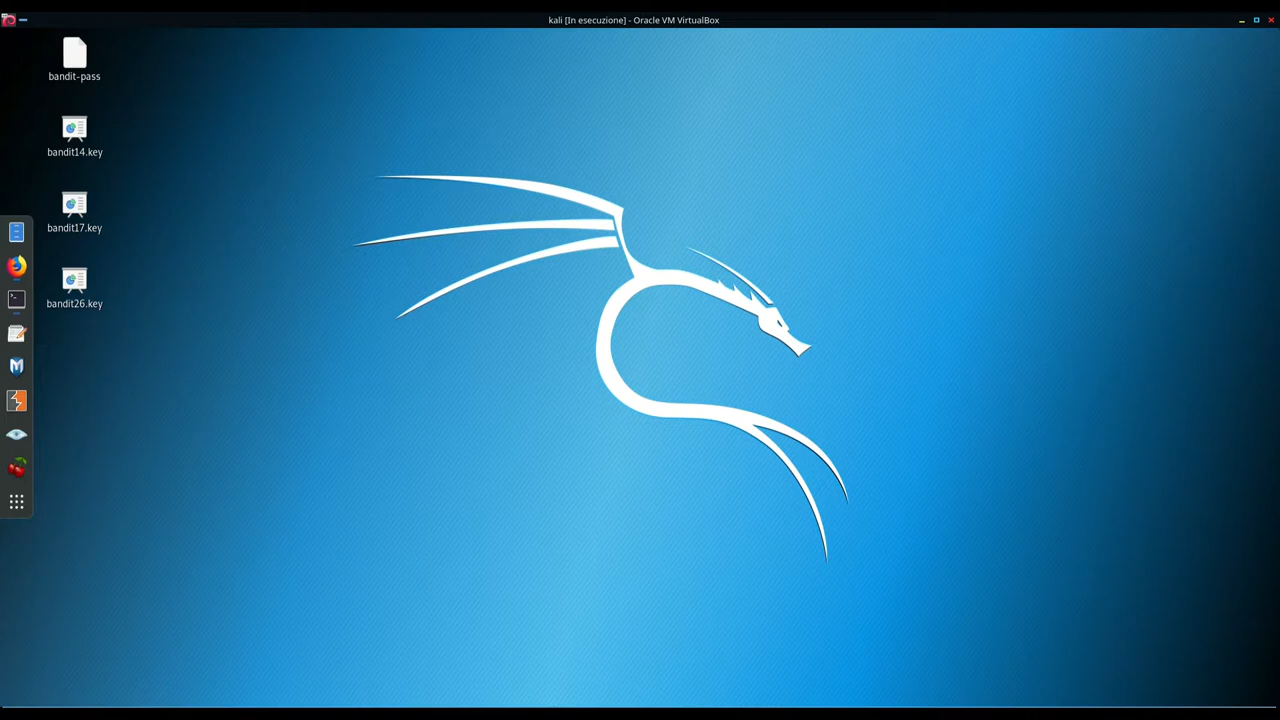 kali [In esecuzione] - Oracle VM VirtualBox
bandit-pass
bandit14.key
bandit17.key
bandit26.key